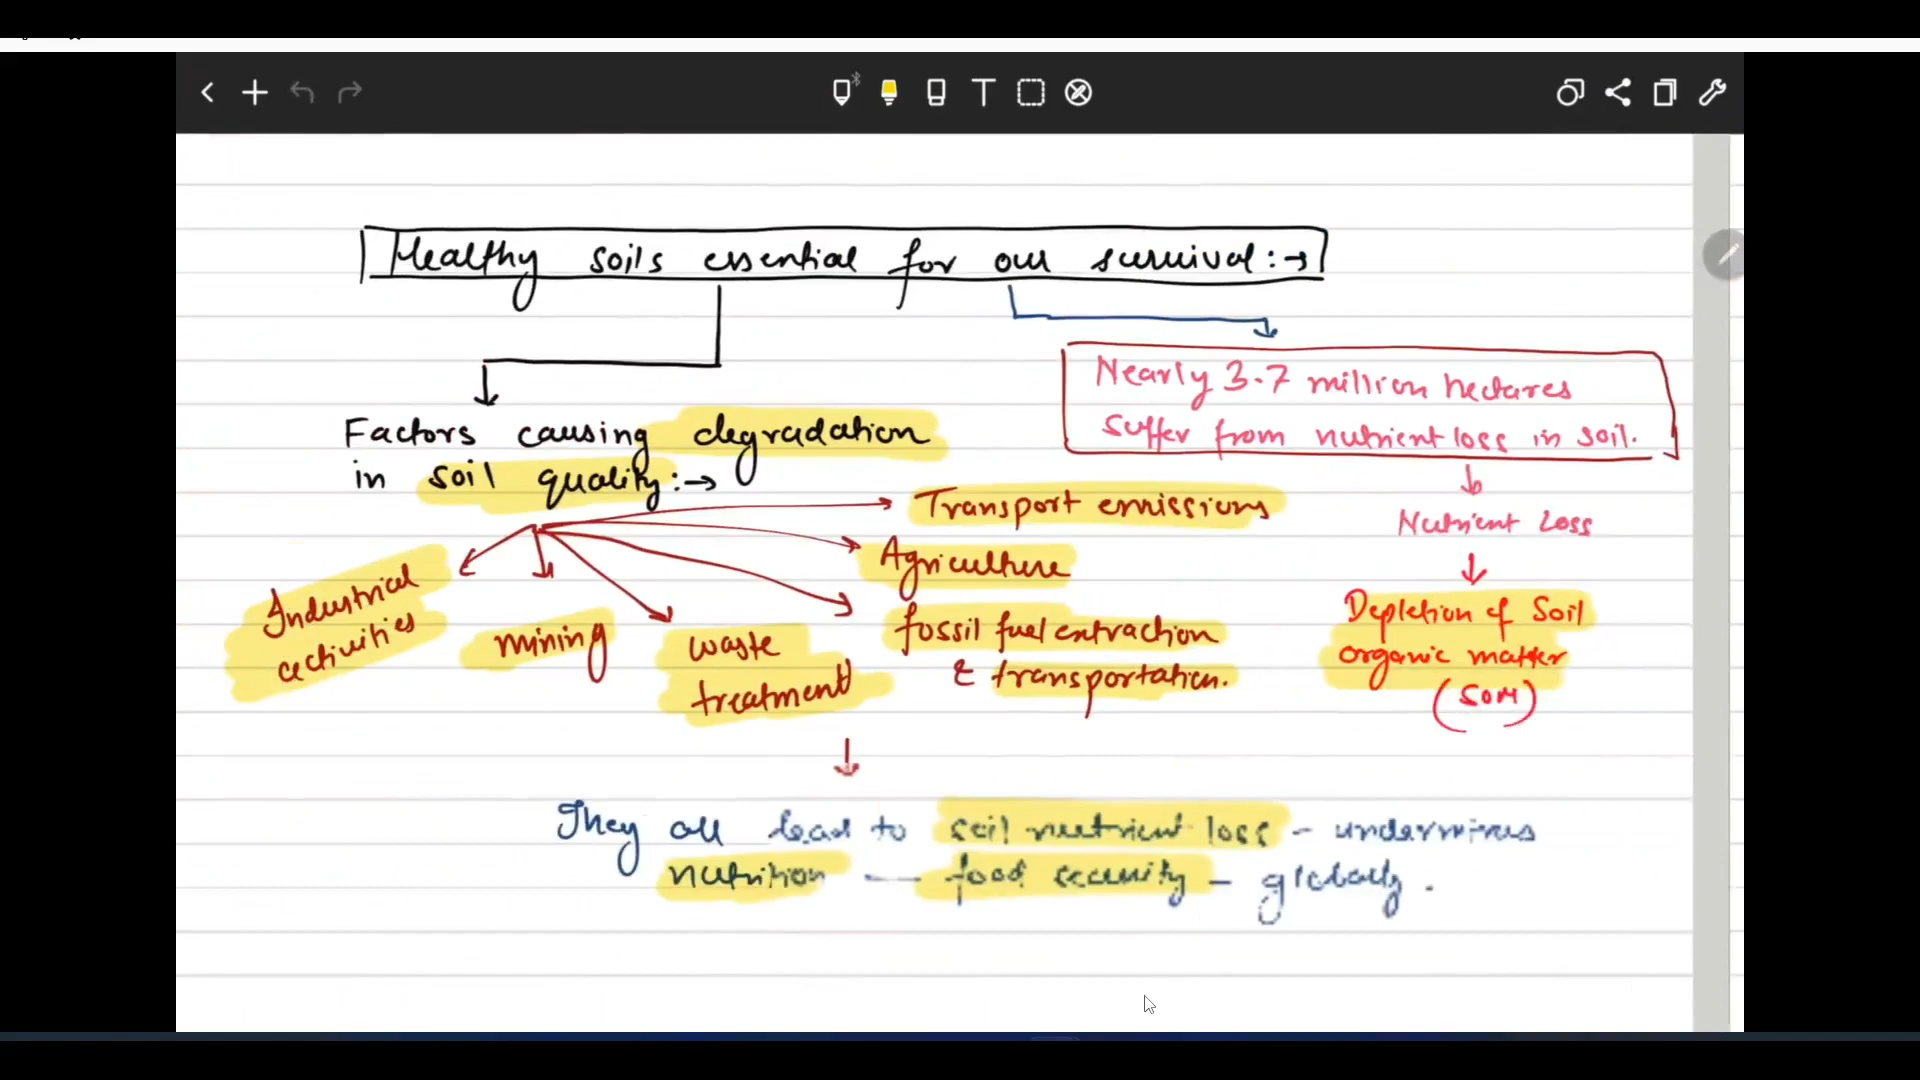 Healthy soils essential for our survival:→
Nearly 3.7 million hectares
suffer from nutrient loss in soil.
Factors causing degradation
in soil quality:→
Transport emissions
Agriculture
fossil fuel extraction
& transportation.
waste
treatment
mining
Industrial
activities
Nutrient Loss
Depletion of Soil
organic matter
(SOM)
They all lead to soil nutrient loss - undermines
nutrition — food security - globally.